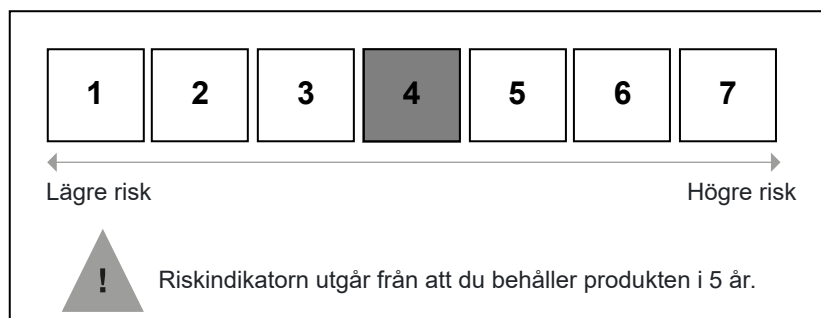 1 2 3 4 5 6 7
Lägre risk Högre risk
! Riskindikatorn utgår från att du behåller produkten i 5 år.